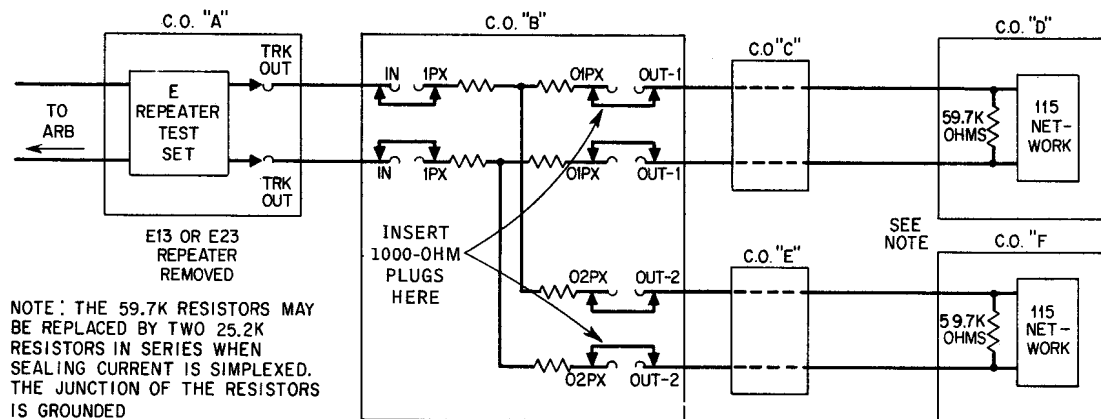 C.O. "A"
C.O. "B"
C.O "C"
C.O. "D"
TRK
OUT
E
REPEATER
TEST
SET
TO
ARB
TRK
OUT
E13 OR E23
REPEATER
REMOVED
IN
1PX
O1PX
OUT-1
IN
1PX
O1PX
OUT-1
INSERT
1000-OHM
PLUGS
HERE
O2PX
OUT-2
O2PX
OUT-2
59.7K
OHMS
115
NET-
WORK
SEE
NOTE
C.O. "E"
C.O. "F
59.7K
OHMS
115
NET-
WORK
NOTE: THE 59.7K RESISTORS MAY
BE REPLACED BY TWO 25.2K
RESISTORS IN SERIES WHEN
SEALING CURRENT IS SIMPLEXED.
THE JUNCTION OF THE RESISTORS
IS GROUNDED